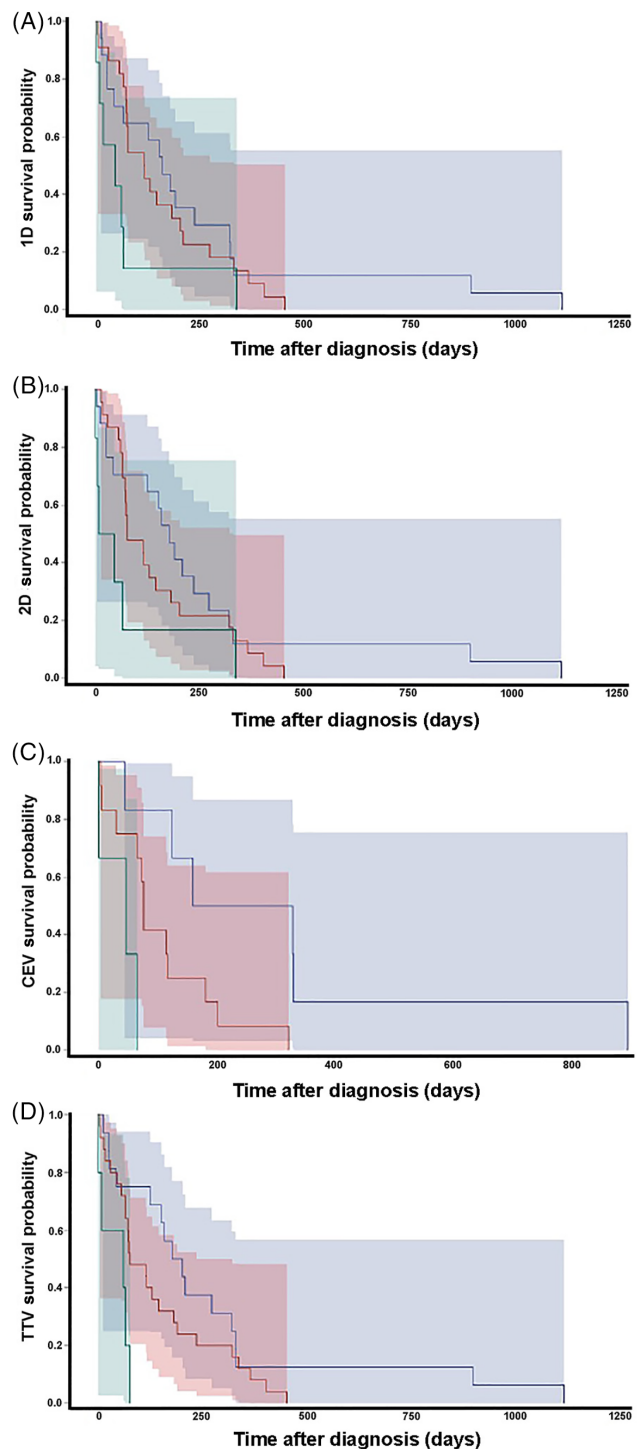 (A)
1.0
0.8
0.6
0.4
0.2
0.0
1D survival probability
0 250 500 750 1000 1250
Time after diagnosis (days)
(B)
1.0
0.8
0.6
0.4
0.2
0.0
2D survival probability
0 250 500 750 1000 1250
Time after diagnosis (days)
(C)
1.0
0.8
0.6
0.4
0.2
0.0
CEV survival probability
0 200 400 600 800
Time after diagnosis (days)
(D)
1.0
0.8
0.6
0.4
0.2
0.0
TTV survival probability
0 250 500 750 1000 1250
Time after diagnosis (days)